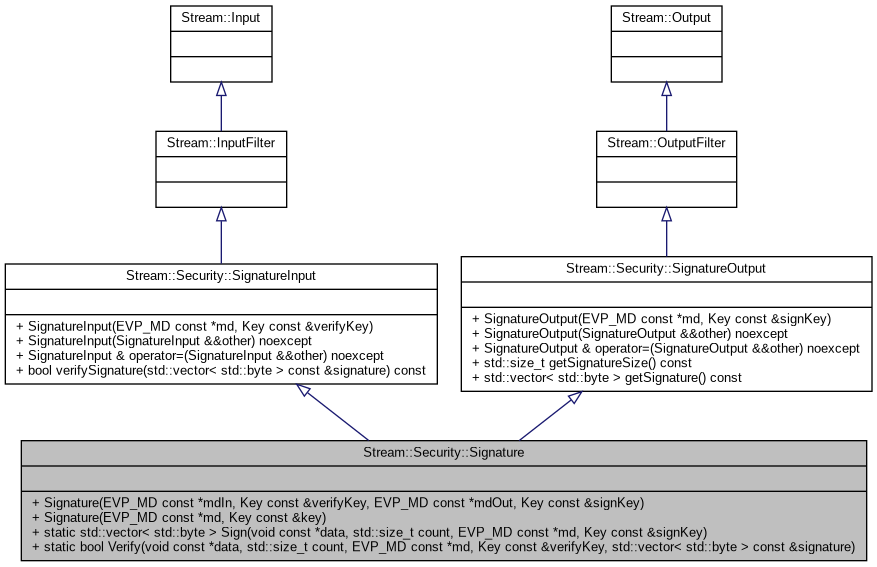 Stream::Input
Stream::Output
Stream::InputFilter
Stream::OutputFilter
Stream::Security::SignatureInput
+ SignatureInput(EVP_MD const *md, Key const &verifyKey)
+ SignatureInput(SignatureInput &&other) noexcept
+ SignatureInput & operator=(SignatureInput &&other) noexcept
+ bool verifySignature(std::vector< std::byte > const &signature) const
Stream::Security::SignatureOutput
+ SignatureOutput(EVP_MD const *md, Key const &signKey)
+ SignatureOutput(SignatureOutput &&other) noexcept
+ SignatureOutput & operator=(SignatureOutput &&other) noexcept
+ std::size_t getSignatureSize() const
+ std::vector< std::byte > getSignature() const
Stream::Security::Signature
+ Signature(EVP_MD const *mdIn, Key const &verifyKey, EVP_MD const *mdOut, Key const &signKey)
+ Signature(EVP_MD const *md, Key const &key)
+ static std::vector< std::byte > Sign(void const *data, std::size_t count, EVP_MD const *md, Key const &signKey)
+ static bool Verify(void const *data, std::size_t count, EVP_MD const *md, Key const &verifyKey, std::vector< std::byte > const &signature)